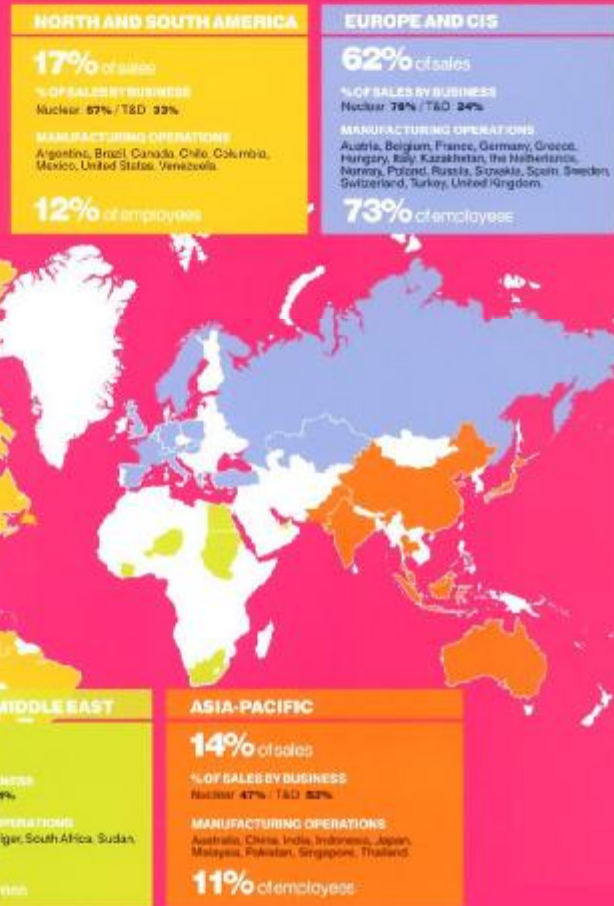 NORTH AND SOUTH AMERICA
17% of sales
% OF SALES BY BUSINESS
Nuclear 67% / T&D 33%
MANUFACTURING OPERATIONS
Argentina, Brazil, Canada, Chile, Columbia,
Mexico, United States, Venezuela.
12% of employees
EUROPE AND CIS
62% of sales
% OF SALES BY BUSINESS
Nuclear 76% / T&D 24%
MANUFACTURING OPERATIONS
Austria, Belgium, France, Germany, Greece,
Hungary, Italy, Kazakhstan, the Netherlands,
Norway, Poland, Russia, Slovakia, Spain, Sweden,
Switzerland, Turkey, United Kingdom.
73% of employees
MIDDLE EAST
OPERATIONS
iger, South Africa, Sudan,
ASIA-PACIFIC
14% of sales
% OF SALES BY BUSINESS
Nuclear 47% / T&D 53%
MANUFACTURING OPERATIONS
Australia, China, India, Indonesia, Japan,
Malaysia, Pakistan, Singapore, Thailand.
11% of employees